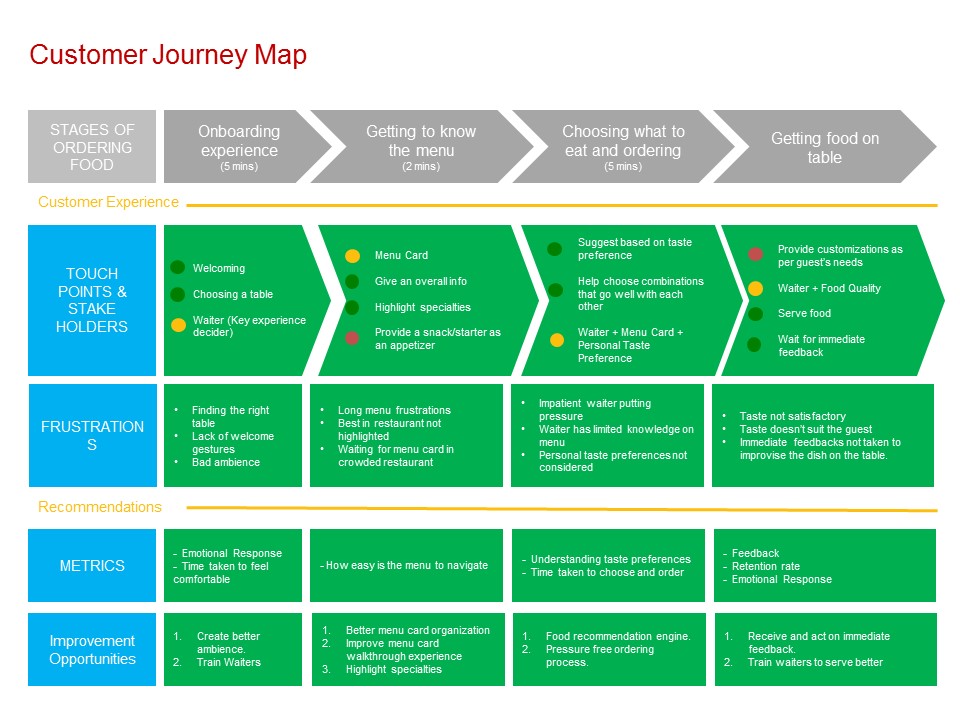 Customer Journey Map
STAGES OF
ORDERING
FOOD
Onboarding
experience
(5 mins)
Getting to know
the menu
(2 mins)
Choosing what to
eat and ordering
(5 mins)
Getting food on
table
Customer Experience
TOUCH
POINTS &
STAKE
HOLDERS
Welcoming
Choosing a table
Waiter (Key experience
decider)
Menu Card
Give an overall info
Highlight specialties
Provide a snack/starter as
an appetizer
Suggest based on taste
preference
Help choose combinations
that go well with each
other
Waiter + Menu Card +
Personal Taste
Preference
Provide customizations as
per guest's needs
Waiter + Food Quality
Serve food
Wait for immediate
feedback
FRUSTRATION
S
• Finding the right
table
• Lack of welcome
gestures
• Bad ambience
• Long menu frustrations
• Best in restaurant not
highlighted
• Waiting for menu card in
crowded restaurant
• Impatient waiter putting
pressure
• Waiter has limited knowledge on
menu
• Personal taste preferences not
considered
• Taste not satisfactory
• Taste doesn't suit the guest
• Immediate feedbacks not taken to
improvise the dish on the table.
Recommendations
METRICS
- Emotional Response
- Time taken to feel
comfortable
- How easy is the menu to navigate
- Understanding taste preferences
- Time taken to choose and order
- Feedback
- Retention rate
- Emotional Response
Improvement
Opportunities
1. Create better
ambience.
2. Train Waiters
1. Better menu card organization
2. Improve menu card
walkthrough experience
3. Highlight specialties
1. Food recommendation engine.
2. Pressure free ordering
process.
1. Receive and act on immediate
feedback.
2. Train waiters to serve better